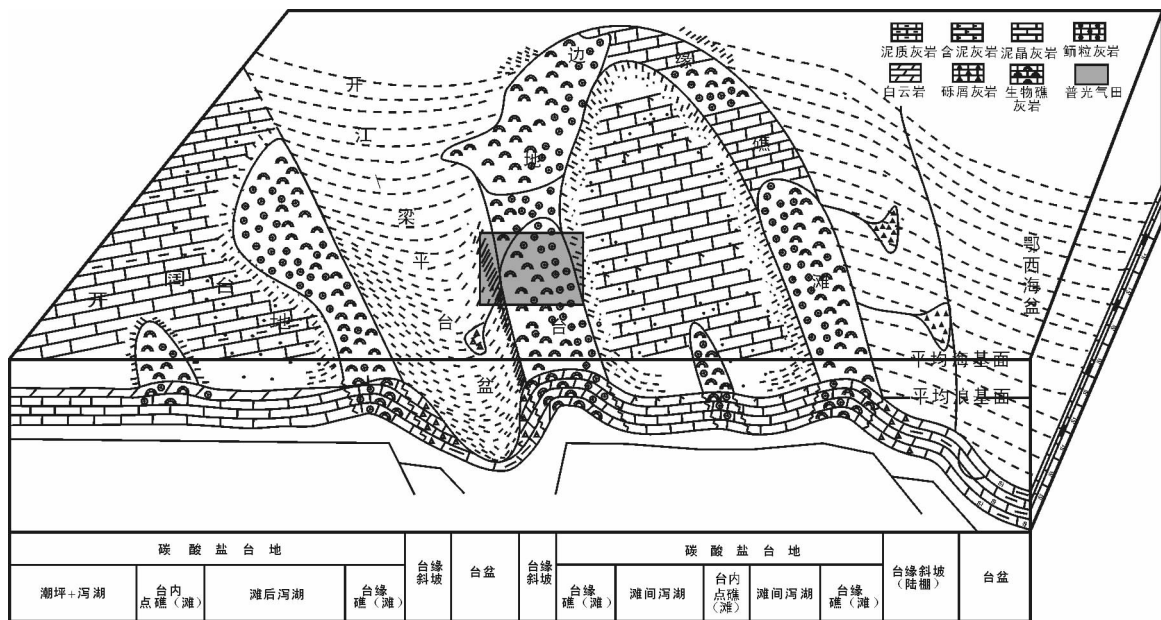 泥质灰岩 含泥灰岩 泥晶灰岩 鲕粒灰岩
白云岩 砾屑灰岩 生物礁灰岩 普光气田
开江梁平台盆
台地边缘礁滩
开阔台地
鄂西海盆
平均海基面
平均浪基面
碳酸盐台地 台缘斜坡 台盆 台缘斜坡 碳酸盐台地 台缘斜坡(陆棚) 台盆
潮坪+泻湖 台内点礁(滩) 滩后泻湖 台缘礁(滩) 台缘礁(滩) 滩间泻湖 台内点礁(滩) 滩间泻湖 台缘礁(滩)